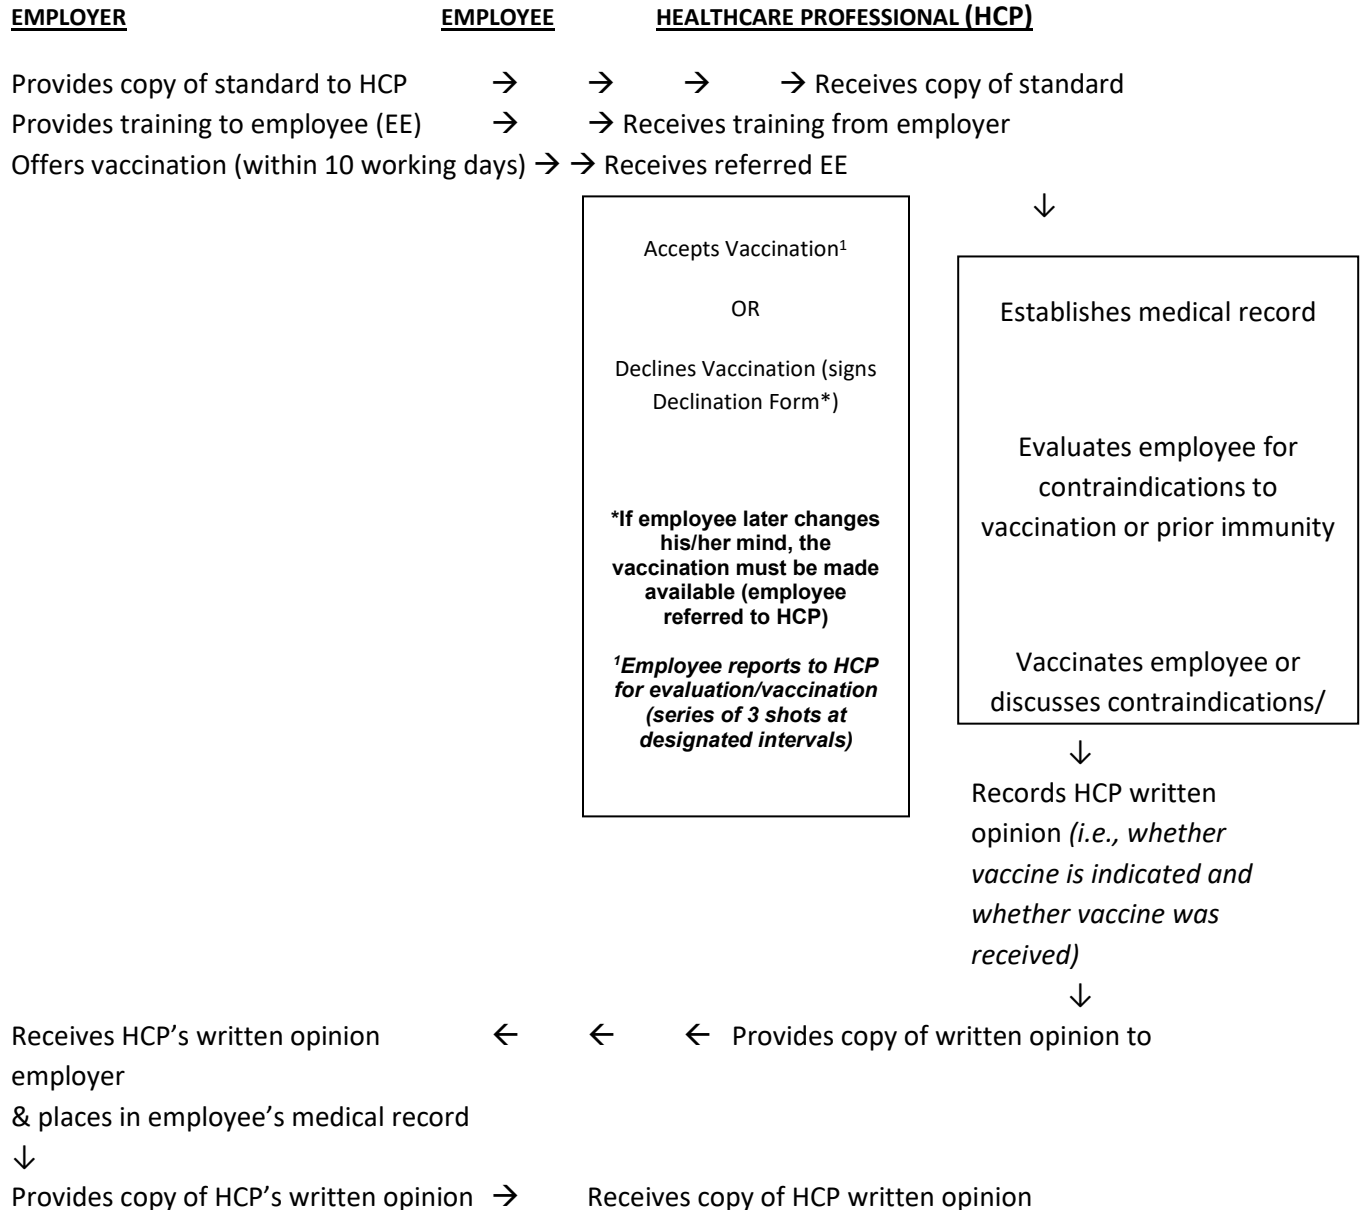 EMPLOYER EMPLOYEE HEALTHCARE PROFESSIONAL (HCP)
Provides copy of standard to HCP → → → → Receives copy of standard
Provides training to employee (EE) → → Receives training from employer
Offers vaccination (within 10 working days) → → Receives referred EE
↓
Accepts Vaccination¹
OR
Declines Vaccination (signs
Declination Form*)
*If employee later changes
his/her mind, the
vaccination must be made
available (employee
referred to HCP)
¹Employee reports to HCP
for evaluation/vaccination
(series of 3 shots at
designated intervals)
Establishes medical record
Evaluates employee for
contraindications to
vaccination or prior immunity
Vaccinates employee or
discusses contraindications/
↓
Records HCP written
opinion (i.e., whether
vaccine is indicated and
whether vaccine was
received)
↓
Receives HCP’s written opinion ← ← ← Provides copy of written opinion to
employer
& places in employee’s medical record
↓
Provides copy of HCP’s written opinion → Receives copy of HCP written opinion